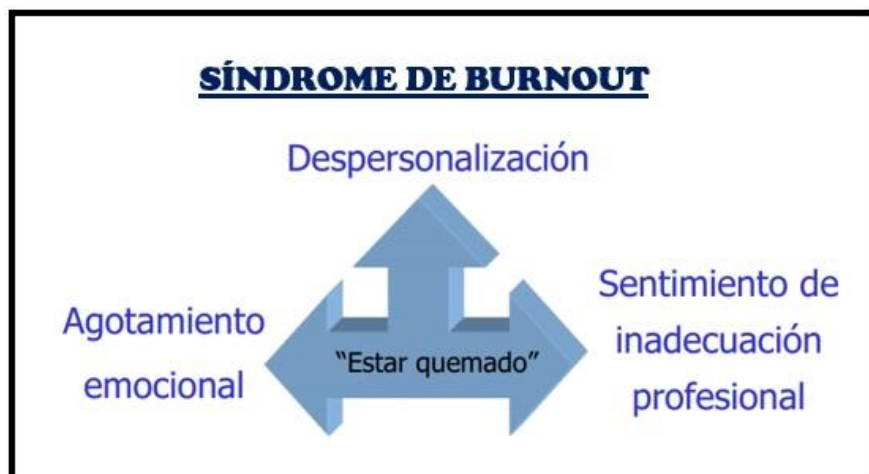 SÍNDROME DE BURNOUT
Despersonalización
Agotamiento
emocional
“Estar quemado”
Sentimiento de
inadecuación
profesional